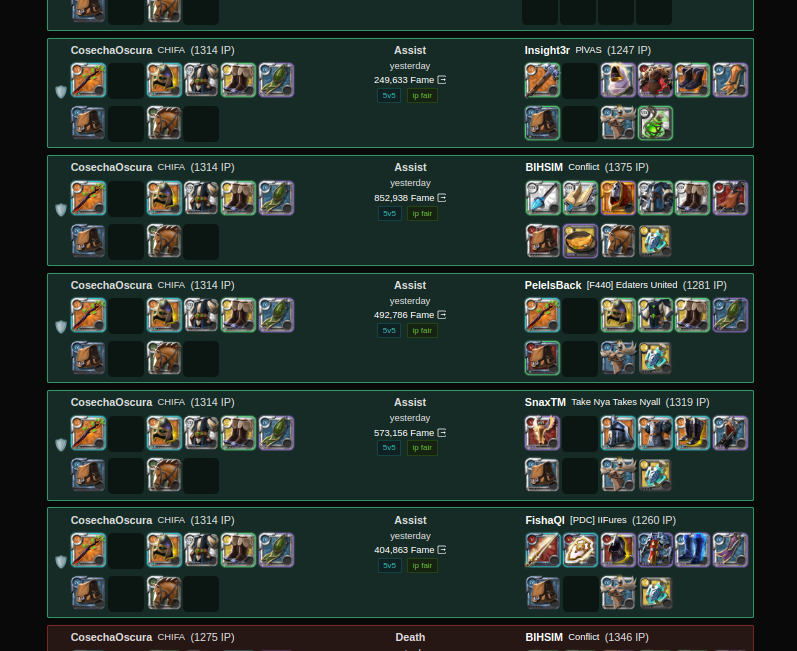 CosechaOscura CHIFA (1314 IP) Assist Insight3r PIVAS (1247 IP)
yesterday
249,633 Fame
5v5 ip fair
CosechaOscura CHIFA (1314 IP) Assist BIHSIM Conflict (1375 IP)
yesterday
852,938 Fame
5v5 ip fair
CosechaOscura CHIFA (1314 IP) Assist PeleIsBack [F440] Edaters United (1281 IP)
yesterday
492,786 Fame
5v5 ip fair
CosechaOscura CHIFA (1314 IP) Assist SnaxTM Take Nya Takes Nyall (1319 IP)
yesterday
573,156 Fame
5v5 ip fair
CosechaOscura CHIFA (1314 IP) Assist FishaQI [PDC] IIFures (1260 IP)
yesterday
404,863 Fame
5v5 ip fair
CosechaOscura CHIFA (1275 IP) Death BIHSIM Conflict (1346 IP)